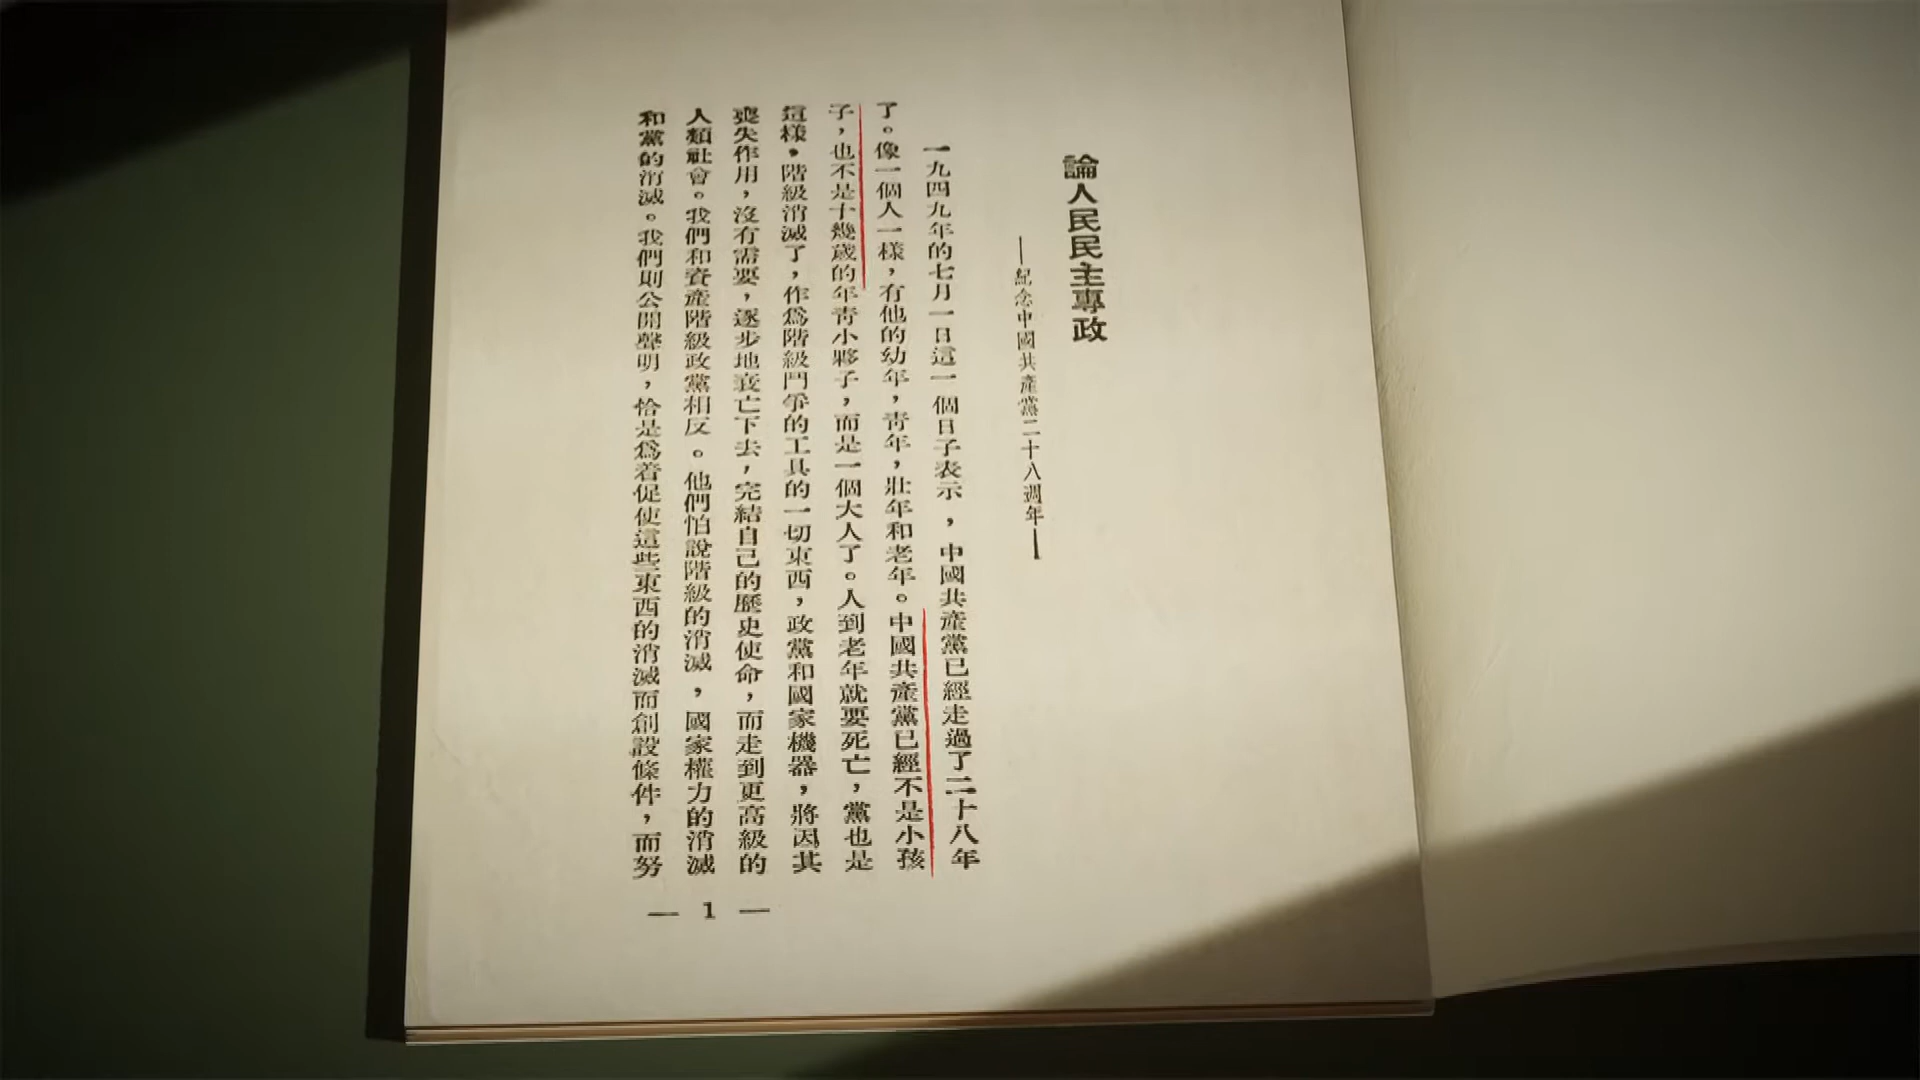 論人民民主專政
——紀念中國共產黨二十八週年——
一九四九年的七月一日這一個日子表示，中國共產黨已經走過了二十八年
了。像一個人一樣，有他的幼年，青年，壯年和老年。中國共產黨已經不是小孩
子，也不是十幾歲的年青小夥子，而是一個大人了。人到老年就要死亡，黨也是
這樣。階級消滅了，作爲階級鬥爭的工具的一切東西，政黨和國家機器，將因其
喪失作用，沒有需要，逐步地衰亡下去，完結自己的歷史使命，而走到更高級的
人類社會。我們和資產階級政黨相反。他們怕說階級的消滅，國家權力的消滅
和黨的消滅。我們則公開聲明，恰是爲着促使這些東西的消滅而創設條件，而努
— 1 —